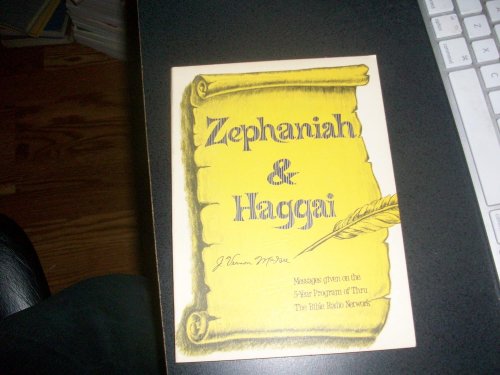 Zephaniah
&
Haggai
J. Vernon McGee
Messages given on the
5-Year Program of Thru
The Bible Radio Network